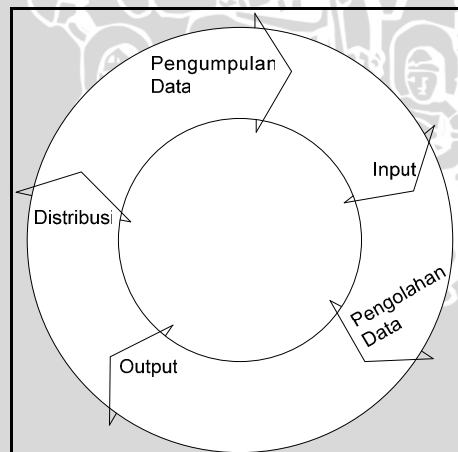 Pengumpulan
Data
Input
Pengolahan
Data
Output
Distribusi